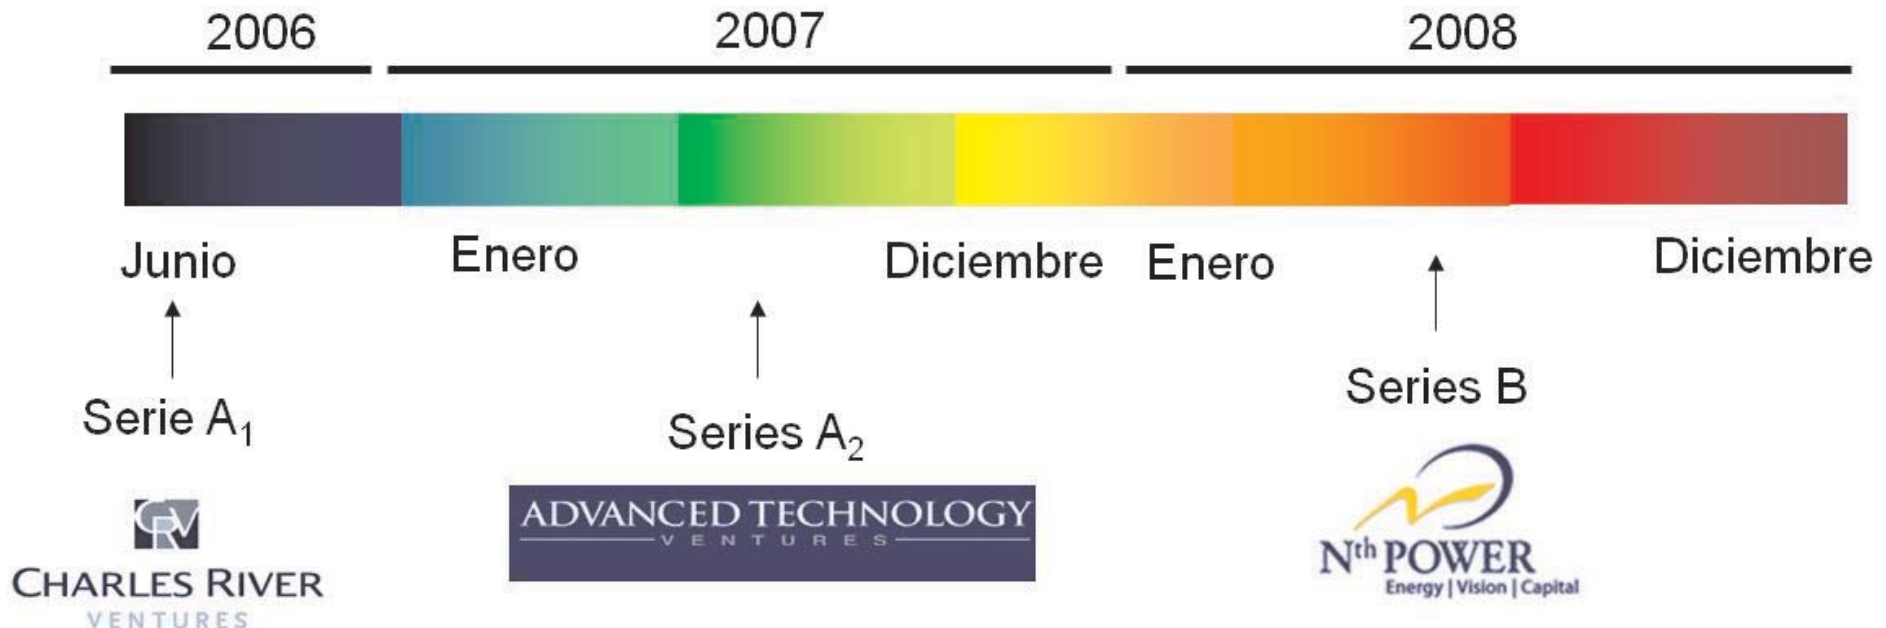 2006 2007 2008
Junio Enero Diciembre Enero Diciembre
Serie A₁
Series A₂
Series B
CRV
CHARLES RIVER
VENTURES
ADVANCED TECHNOLOGY
VENTURES
Nth POWER
Energy | Vision | Capital